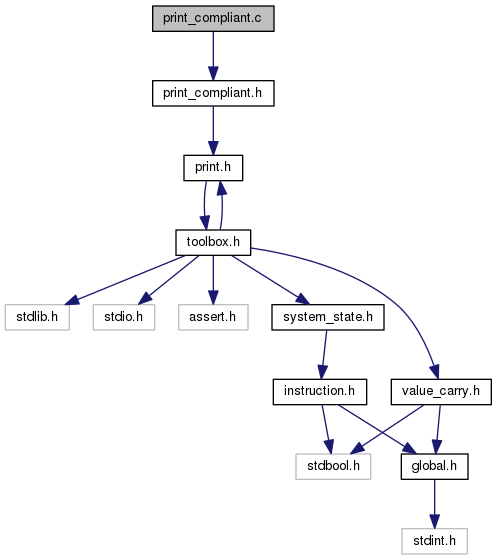 print_compliant.c
print_compliant.h
print.h
toolbox.h
stdlib.h
stdio.h
assert.h
system_state.h
instruction.h
value_carry.h
stdbool.h
global.h
stdint.h